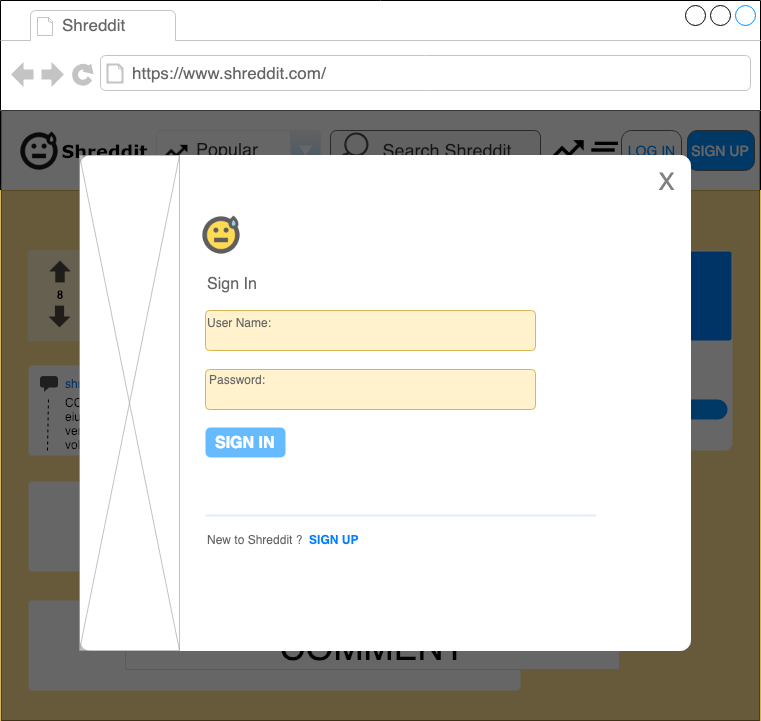 Shreddit
https://www.shreddit.com/
Shreddit
Popular
Search Shreddit
LOG IN
SIGN UP
X
8
Sign In
User Name:
Password:
SIGN IN
New to Shreddit ? SIGN UP
COMMENT